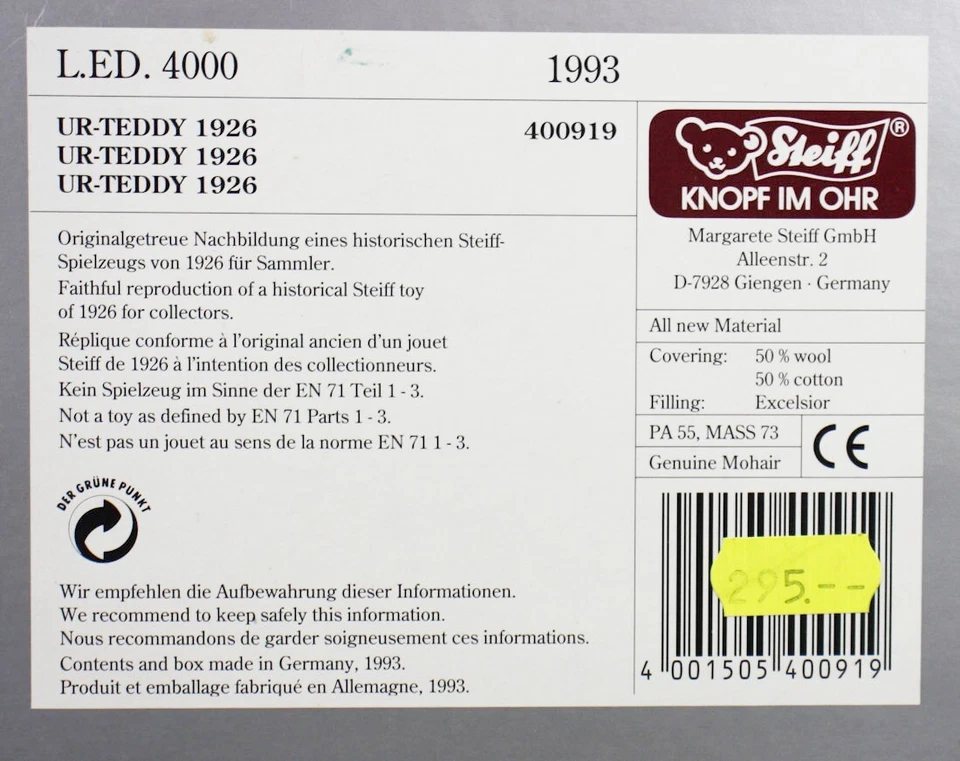 L.ED. 4000 1993
UR-TEDDY 1926 400919
UR-TEDDY 1926
UR-TEDDY 1926
Originalgetreue Nachbildung eines historischen Steiff-
Spielzeugs von 1926 für Sammler.
Faithful reproduction of a historical Steiff toy
of 1926 for collectors.
Réplique conforme à l'original ancien d'un jouet
Steiff de 1926 à l'intention des collectionneurs.
Kein Spielzeug im Sinne der EN 71 Teil 1 - 3.
Not a toy as defined by EN 71 Parts 1 - 3.
N'est pas un jouet au sens de la norme EN 71 1 - 3.
DER GRÜNE PUNKT
Wir empfehlen die Aufbewahrung dieser Informationen.
We recommend to keep safely this information.
Nous recommandons de garder soigneusement ces informations.
Contents and box made in Germany, 1993.
Produit et emballage fabriqué en Allemagne, 1993.
Steiff ®
KNOPF IM OHR
Margarete Steiff GmbH
Alleenstr. 2
D-7928 Giengen · Germany
All new Material
Covering: 50 % wool
50 % cotton
Filling: Excelsior
PA 55, MASS 73
Genuine Mohair
CE
295.--
4 001505 400919